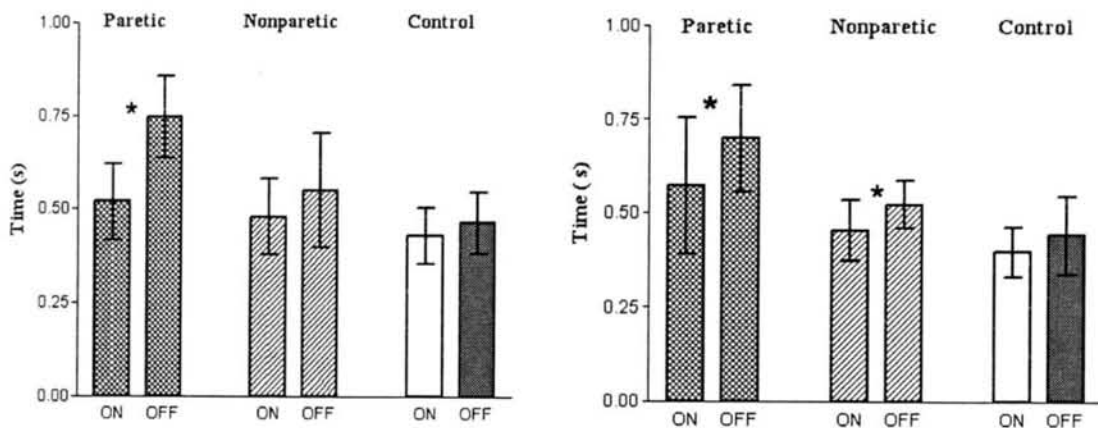 1.00 Paretic Nonparetic Control
*
0.75
0.50
0.25
0.00
Time (s)
ON OFF ON OFF ON OFF
1.00 Paretic Nonparetic Control
*
0.75
*
0.50
0.25
0.00
Time ( s)
ON OFF ON OFF ON OFF